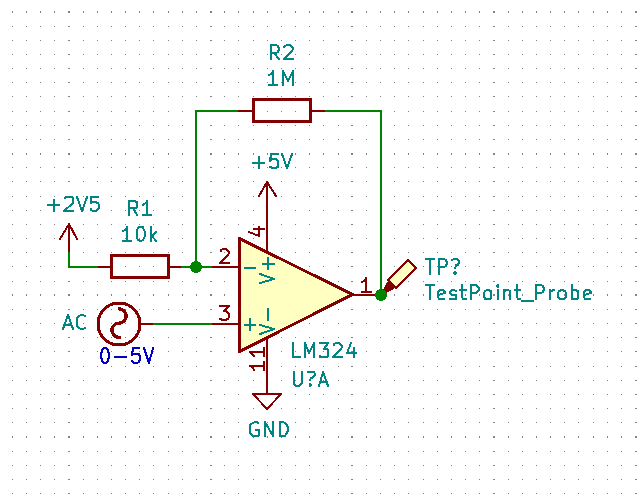 R2
1M
+5V
+2V5
R1
10k
4
2
- V+
1
TP?
TestPoint_Probe
AC
3
+ V-
0-5V
11
LM324
U?A
GND